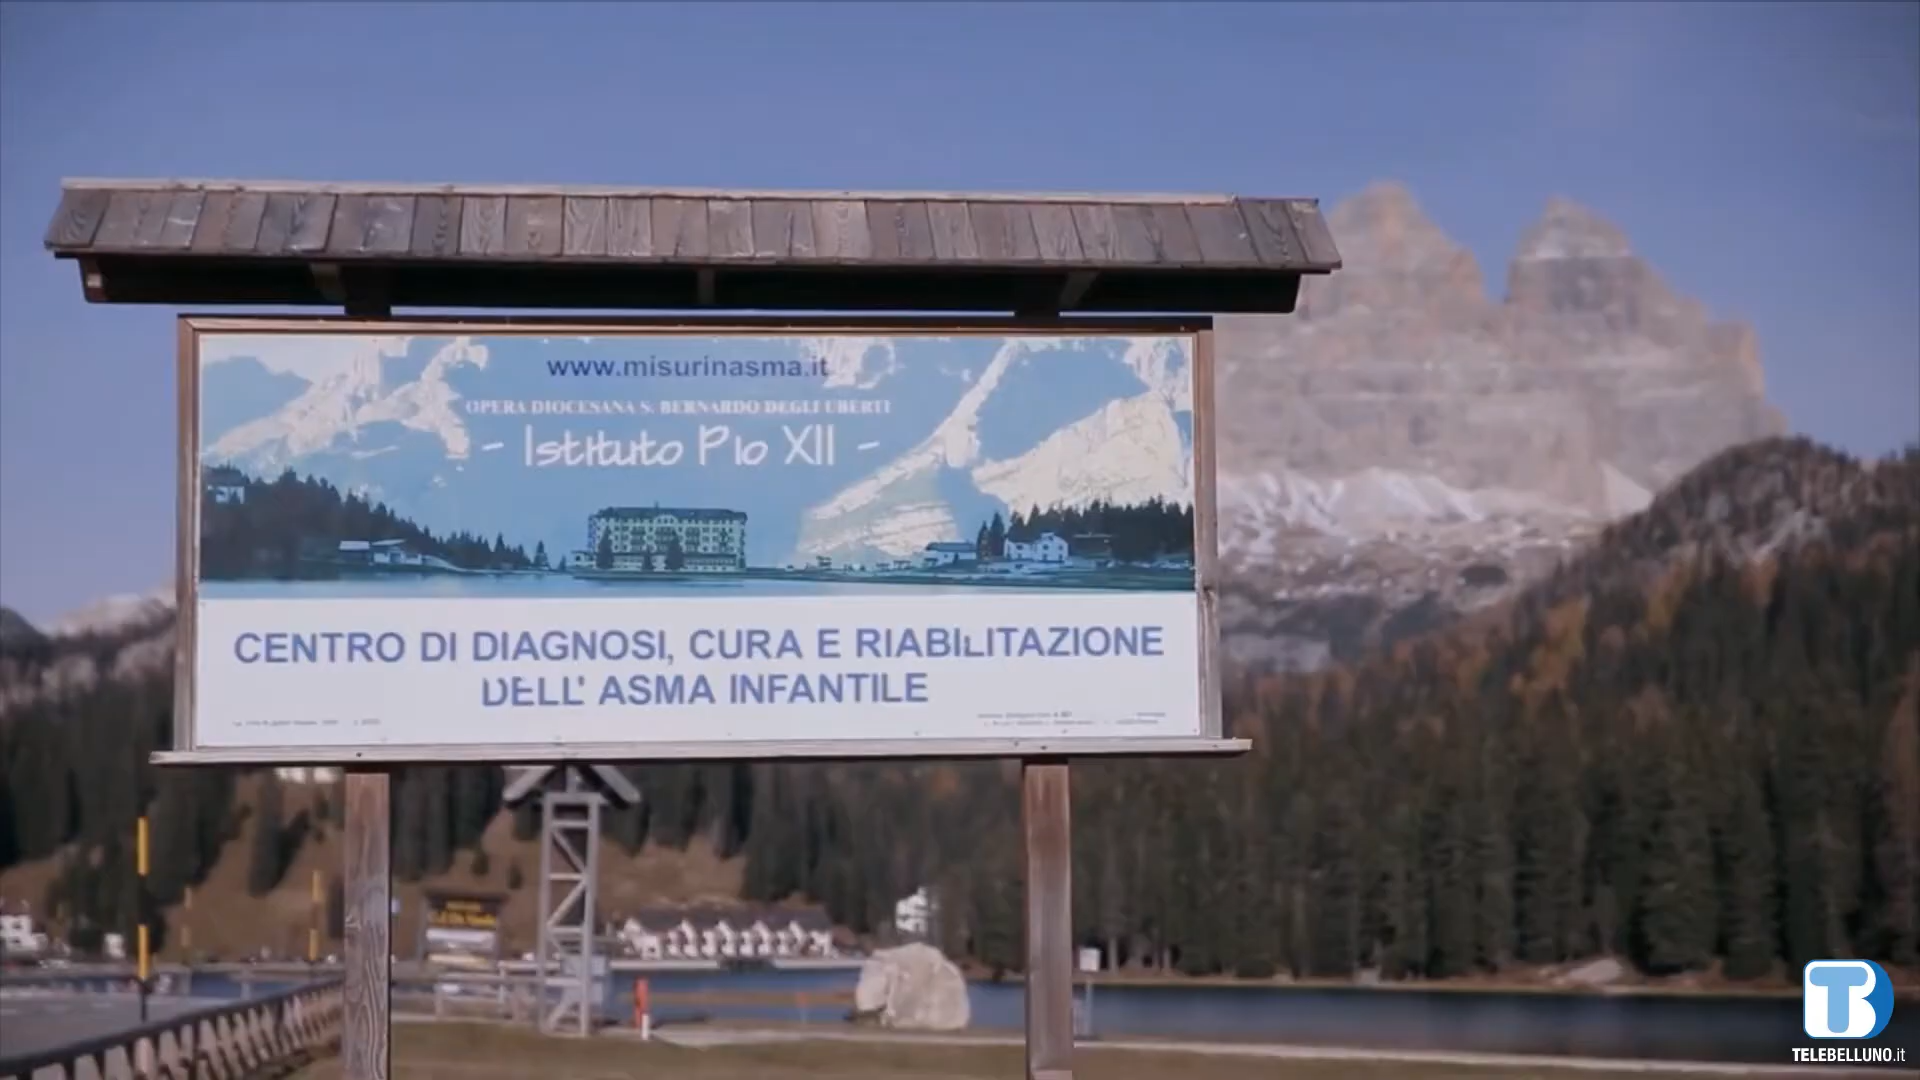 www.misurinasma.it
OPERA DIOCESANA S. BERNARDO DEGLI UBERTI
- Istituto Pio XII -
CENTRO DI DIAGNOSI, CURA E RIABILITAZIONE
DELL' ASMA INFANTILE
TB
TELEBELLUNO.it